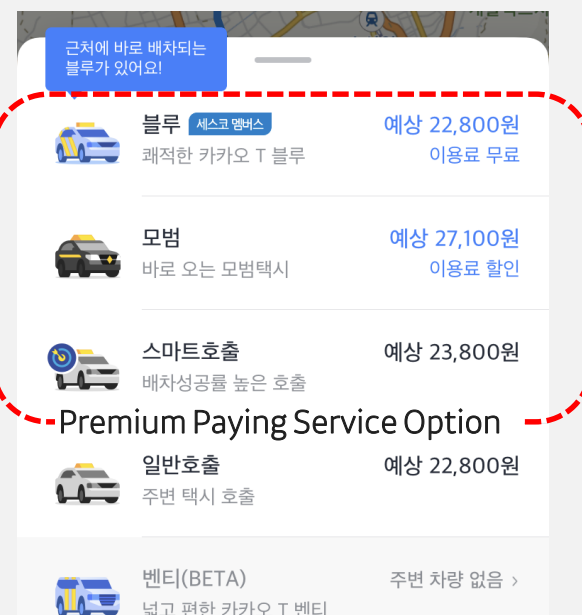 근처에 바로 배차되는
블루가 있어요!
블루 세스코 멤버스 예상 22,800원
쾌적한 카카오 T 블루 이용료 무료
모범 예상 27,100원
바로 오는 모범택시 이용료 할인
스마트호출 예상 23,800원
배차성공률 높은 호출
Premium Paying Service Option
일반호출 예상 22,800원
주변 택시 호출
벤티(BETA) 주변 차량 없음 >
넓고 편한 카카오 T 벤티